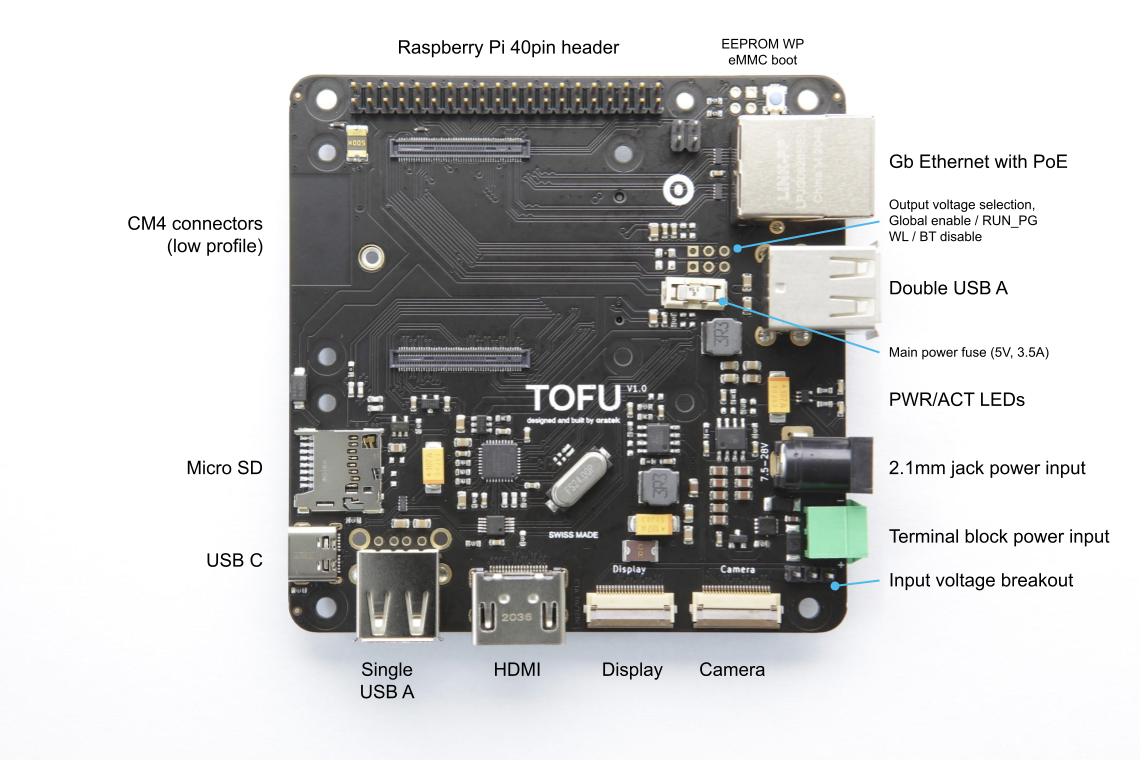 Raspberry Pi 40pin header
EEPROM WP
eMMC boot
Gb Ethernet with PoE
Output voltage selection,
Global enable / RUN_PG
WL / BT disable
CM4 connectors
(low profile)
Double USB A
3R3
Main power fuse (5V, 3.5A)
TOFU V1.0
designed and built by oratek
PWR/ACT LEDs
7.5-28V
Micro SD
2.1mm jack power input
3R3
SWISS MADE
Terminal block power input
USB C
Display
Camera
Input voltage breakout
2035
Single
USB A
HDMI
Display
Camera